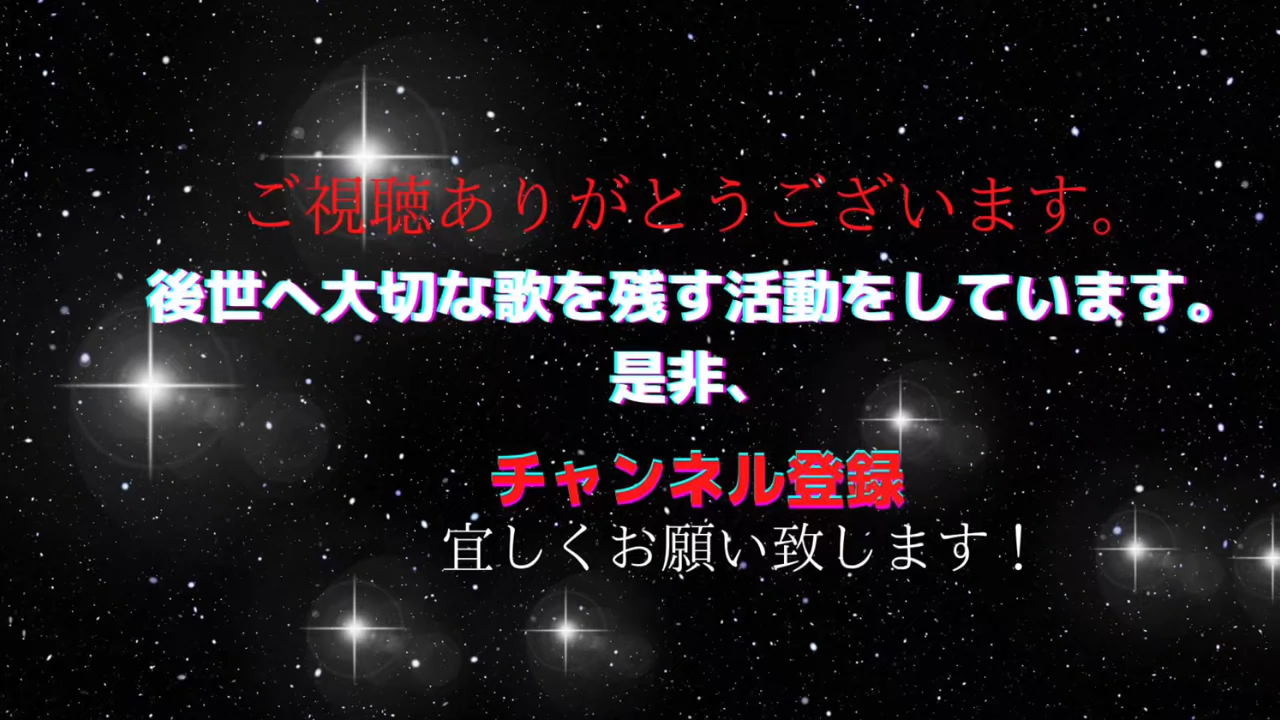 ご視聴ありがとうございます。
後世へ大切な歌を残す活動をしています。
是非、
チャンネル登録
宜しくお願い致します！